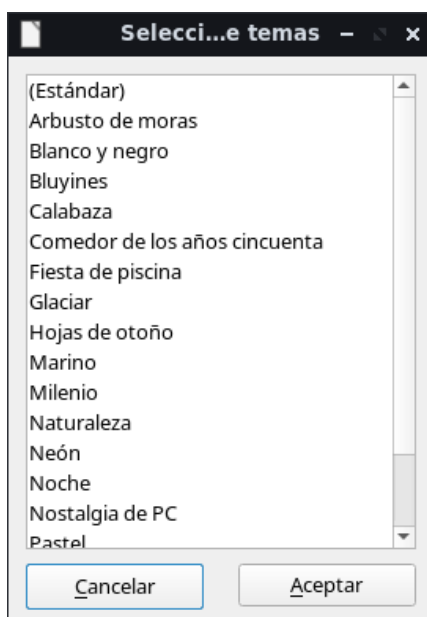 Selecci...e temas
(Estándar)
Arbusto de moras
Blanco y negro
Bluyines
Calabaza
Comedor de los años cincuenta
Fiesta de piscina
Glaciar
Hojas de otoño
Marino
Milenio
Naturaleza
Neón
Noche
Nostalgia de PC
Pastel
Cancelar
Aceptar